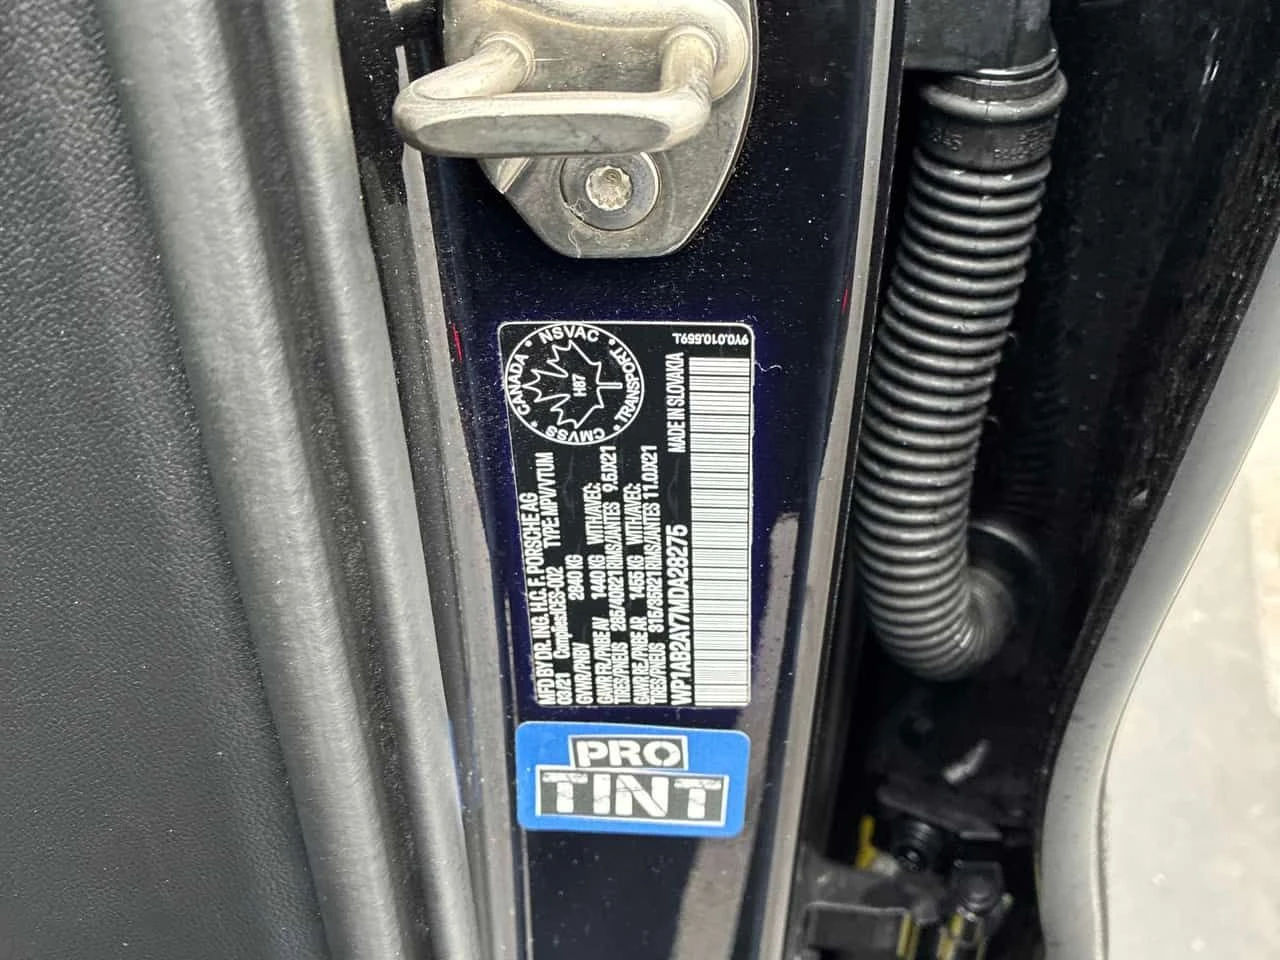 NSVAC
CANADA
TRANSPORT
CMVSS
H87
MFD BY DR. ING. H.C. F. PORSCHE AG
03/21 Complies ICES-002 TYPE: MPV/VTUM
GVWR/PNBV 2840 KG
GAWR FR./PNBE AV 1440 KG WITH/AVEC:
TIRES/PNEUS 285/40R21 RIMS/JANTES 9.5JX21
GAWR RE./PNBE AR 1455 KG WITH/AVEC:
TIRES/PNEUS 315/35R21 RIMS/JANTES 11.0JX21
WP1AB2AY7MDA28275 MADE IN SLOVAKIA
9Y0.010.559
PRO
TINT